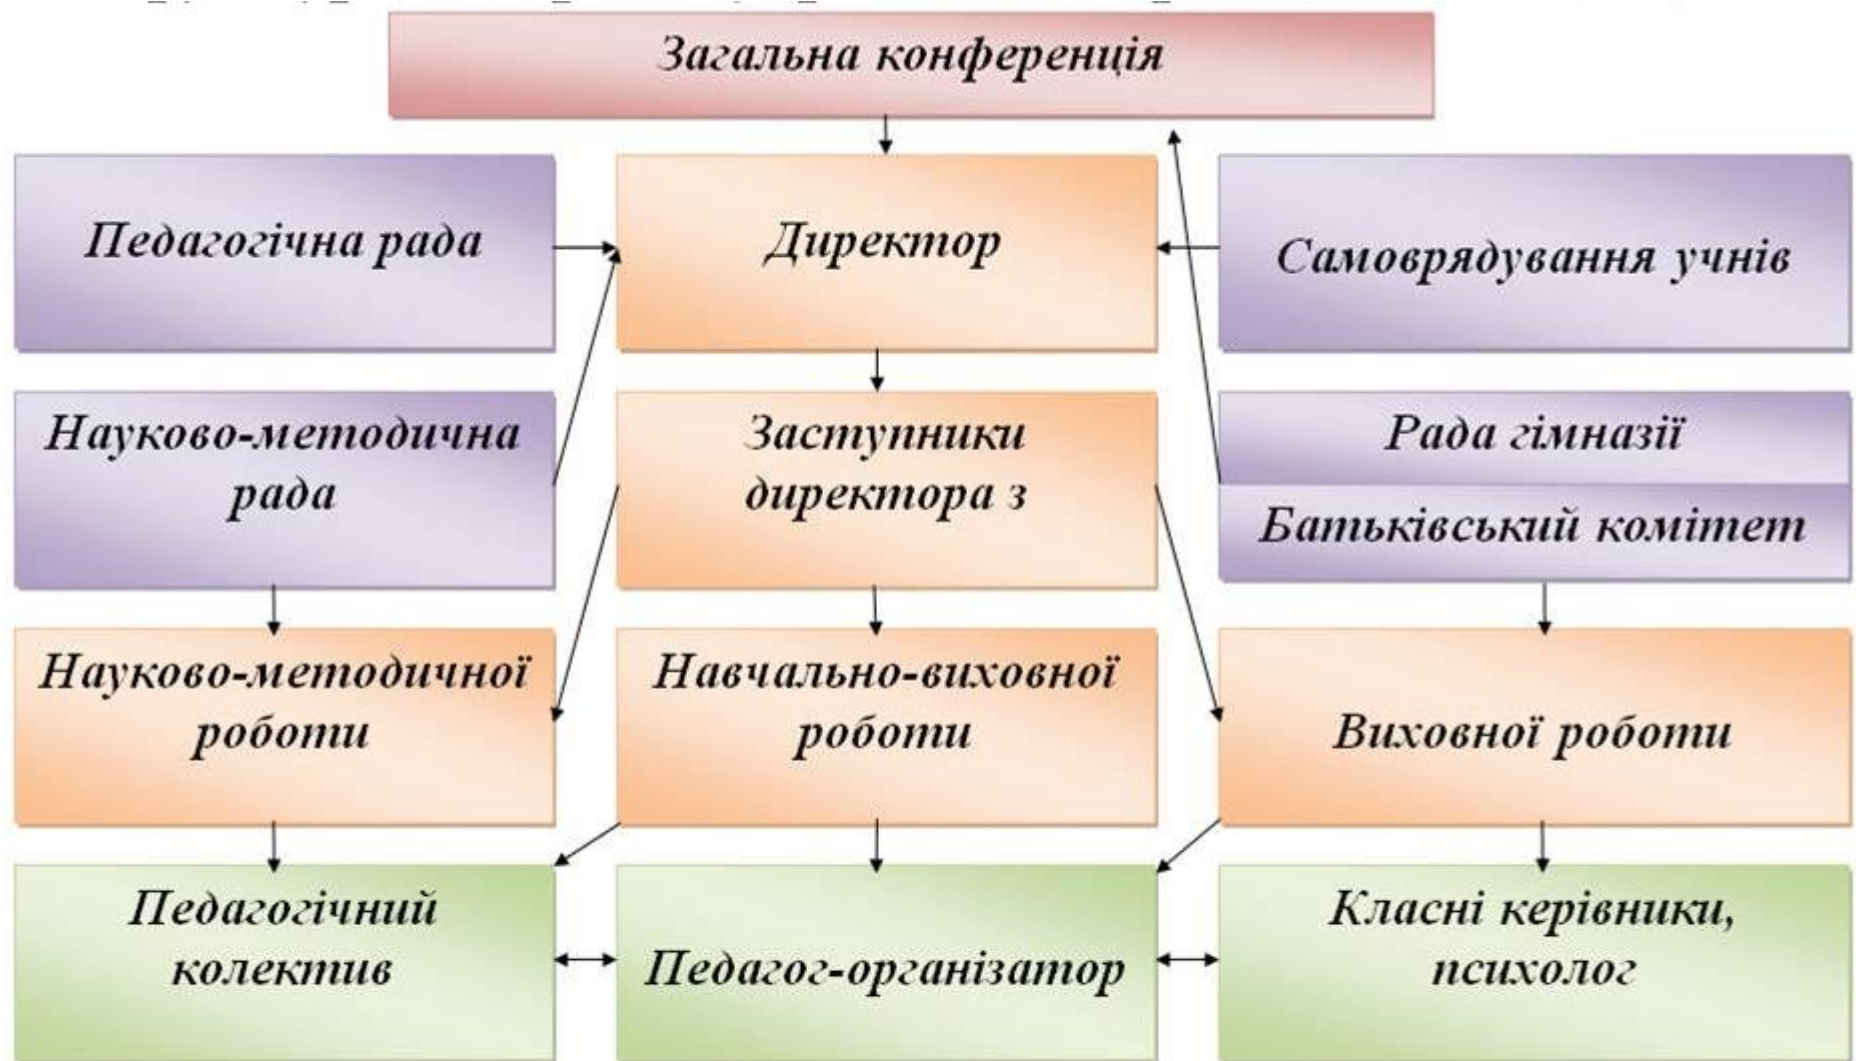 Загальна конференція
Педагогічна рада
Директор
Самоврядування учнів
Науково-методична
рада
Заступники
директора з
Рада гімназії
Батьківський комітет
Науково-методичної
роботи
Навчально-виховної
роботи
Виховної роботи
Педагогічний
колектив
Педагог-організатор
Класні керівники,
психолог